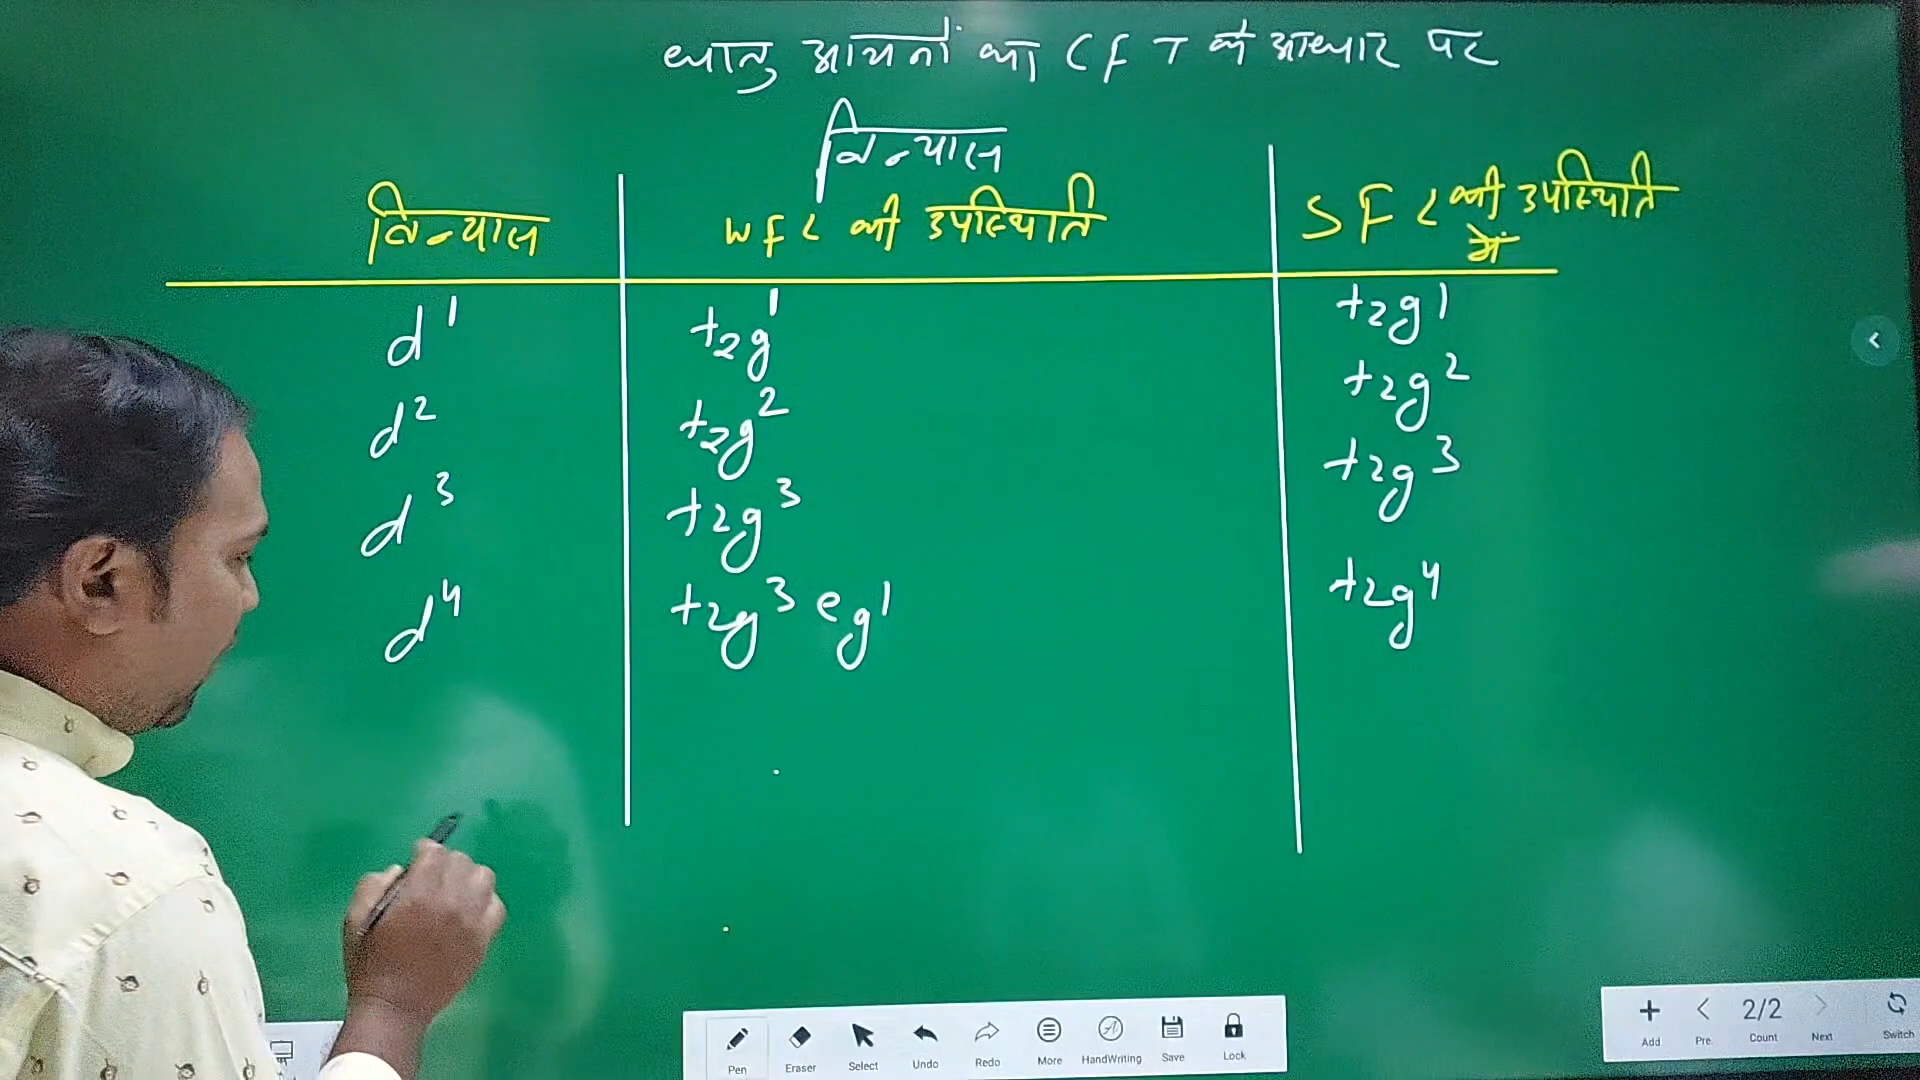 धातु आयनों का CFT के आधार पर
विन्यास
विन्यास WFL की उपस्थिति SFL की उपस्थिति में
d¹ t₂g¹ t₂g¹
d² t₂g² t₂g²
d³ t₂g³ t₂g³
d⁴ t₂g³ eg¹ t₂g⁴
Pen Eraser Select Undo Redo More HandWriting Save Lock
2/2
Add Pre. Count Next Switch